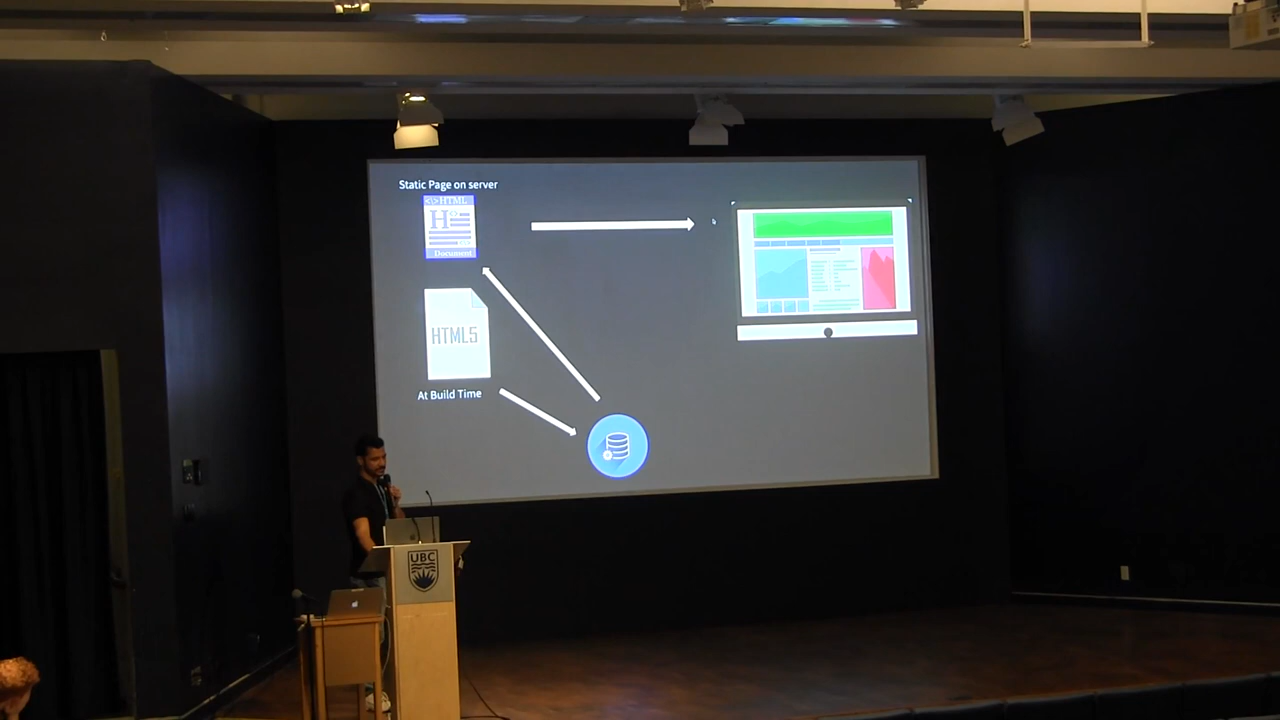 Static Page on server
<\>HTML
H
Document
HTML5
At Build Time
UBC